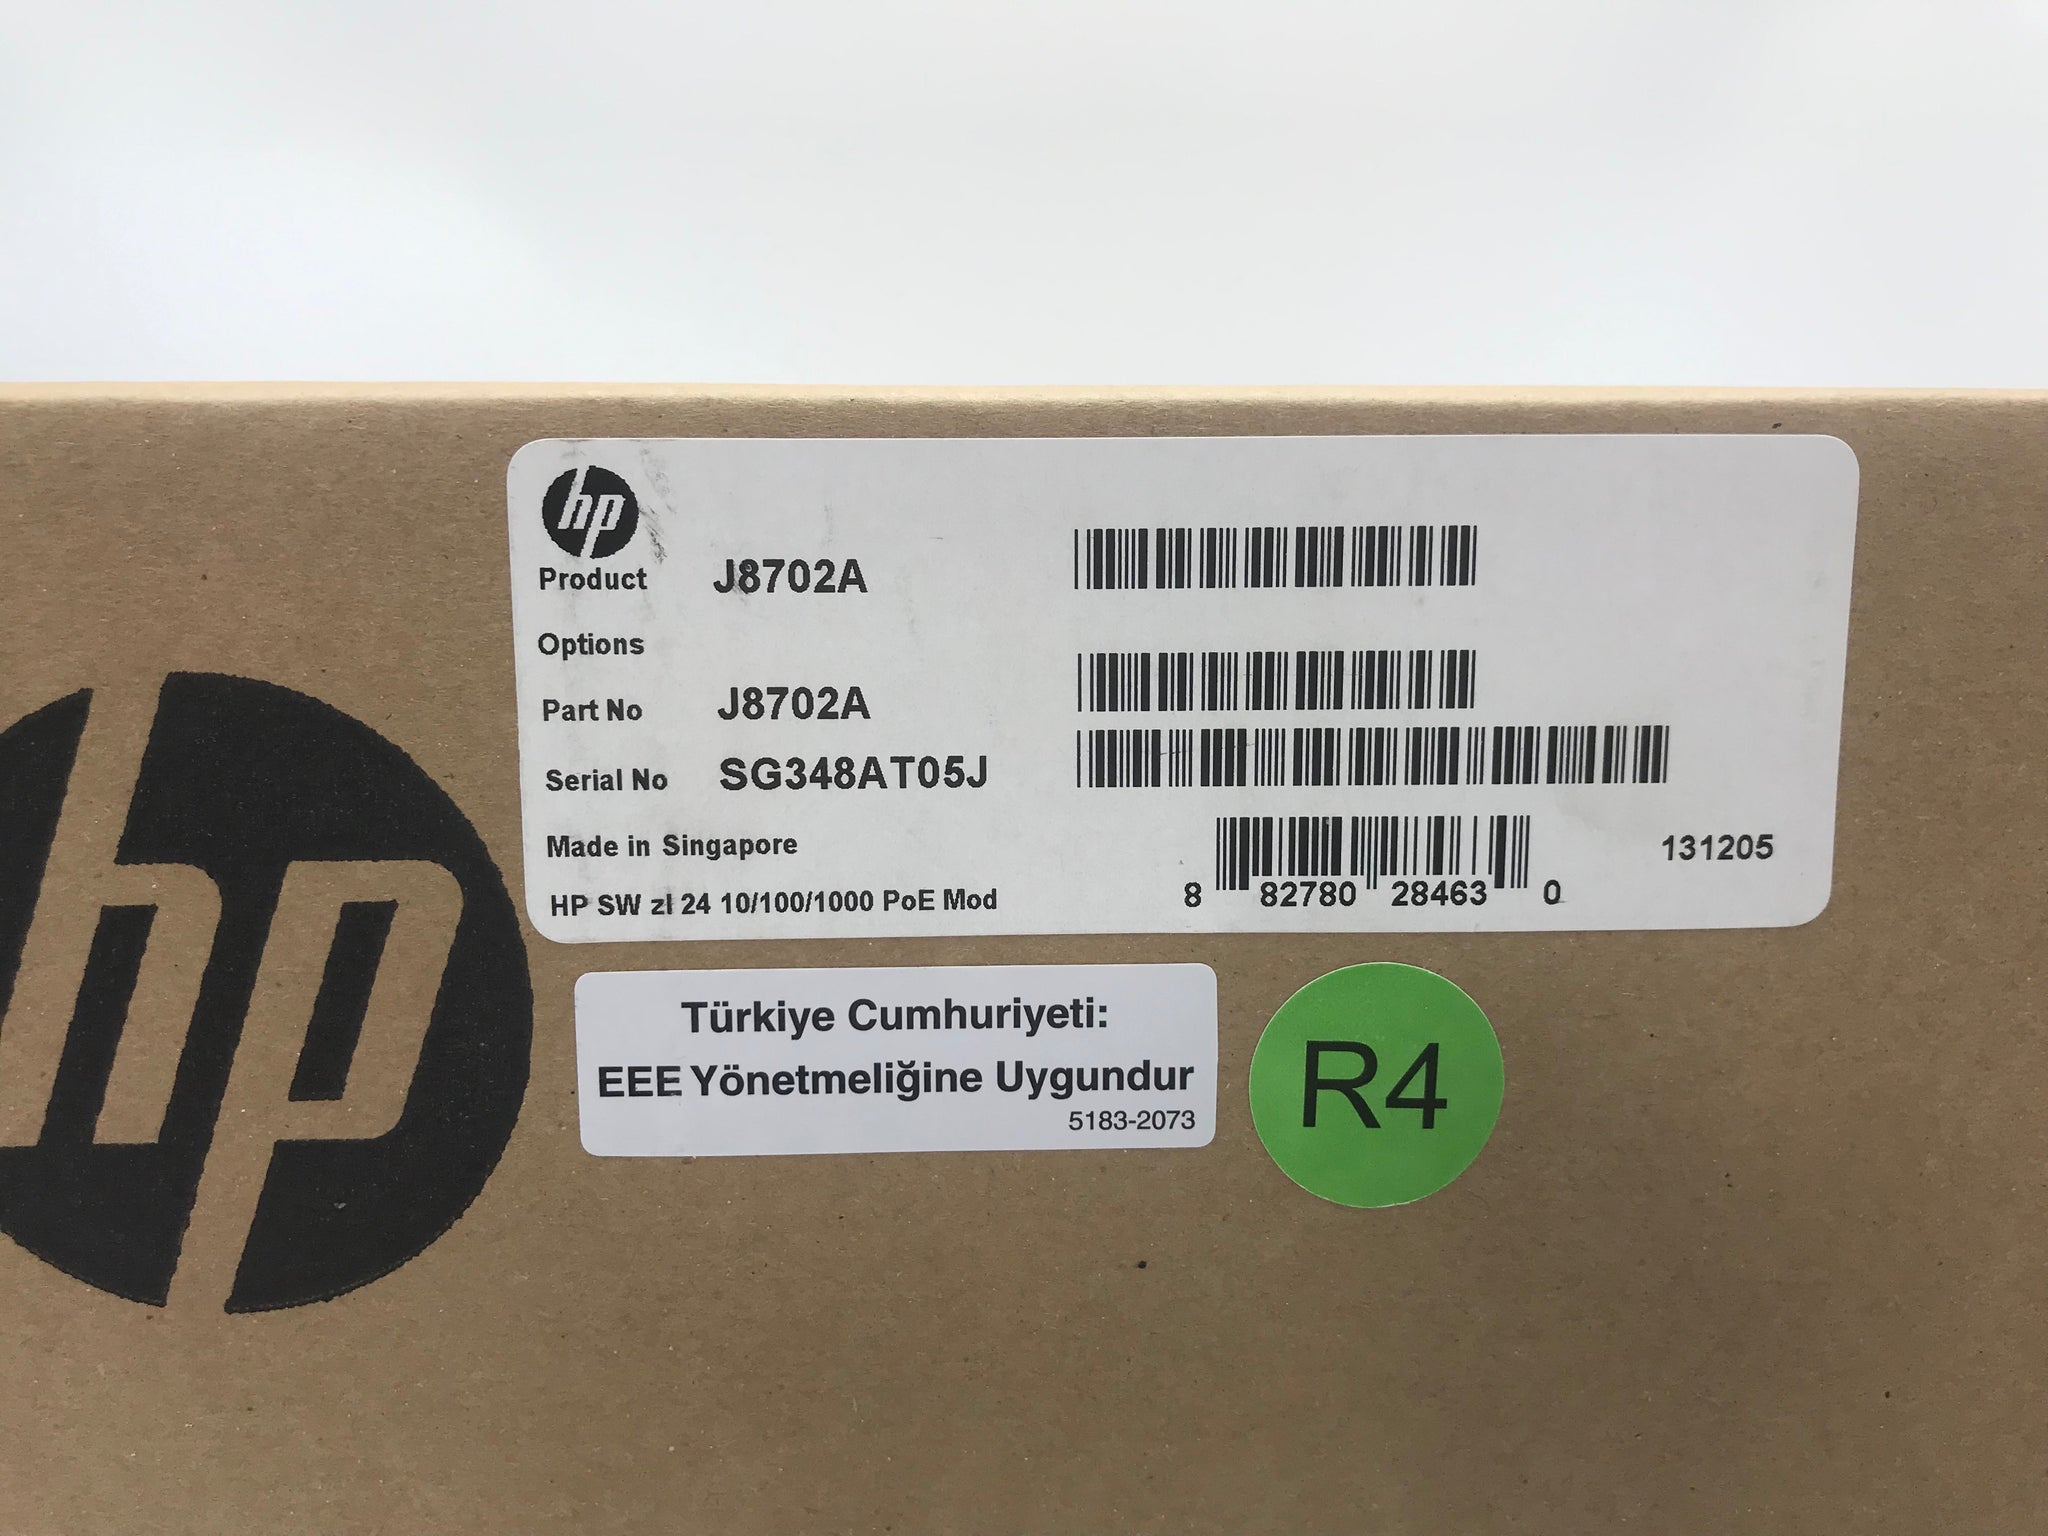 hp
Product J8702A
Options
Part No J8702A
Serial No SG348AT05J
Made in Singapore
131205
HP SW zl 24 10/100/1000 PoE Mod
8 82780 28463 0
hp
Türkiye Cumhuriyeti:
EEE Yönetmeliğine Uygundur
5183-2073
R4